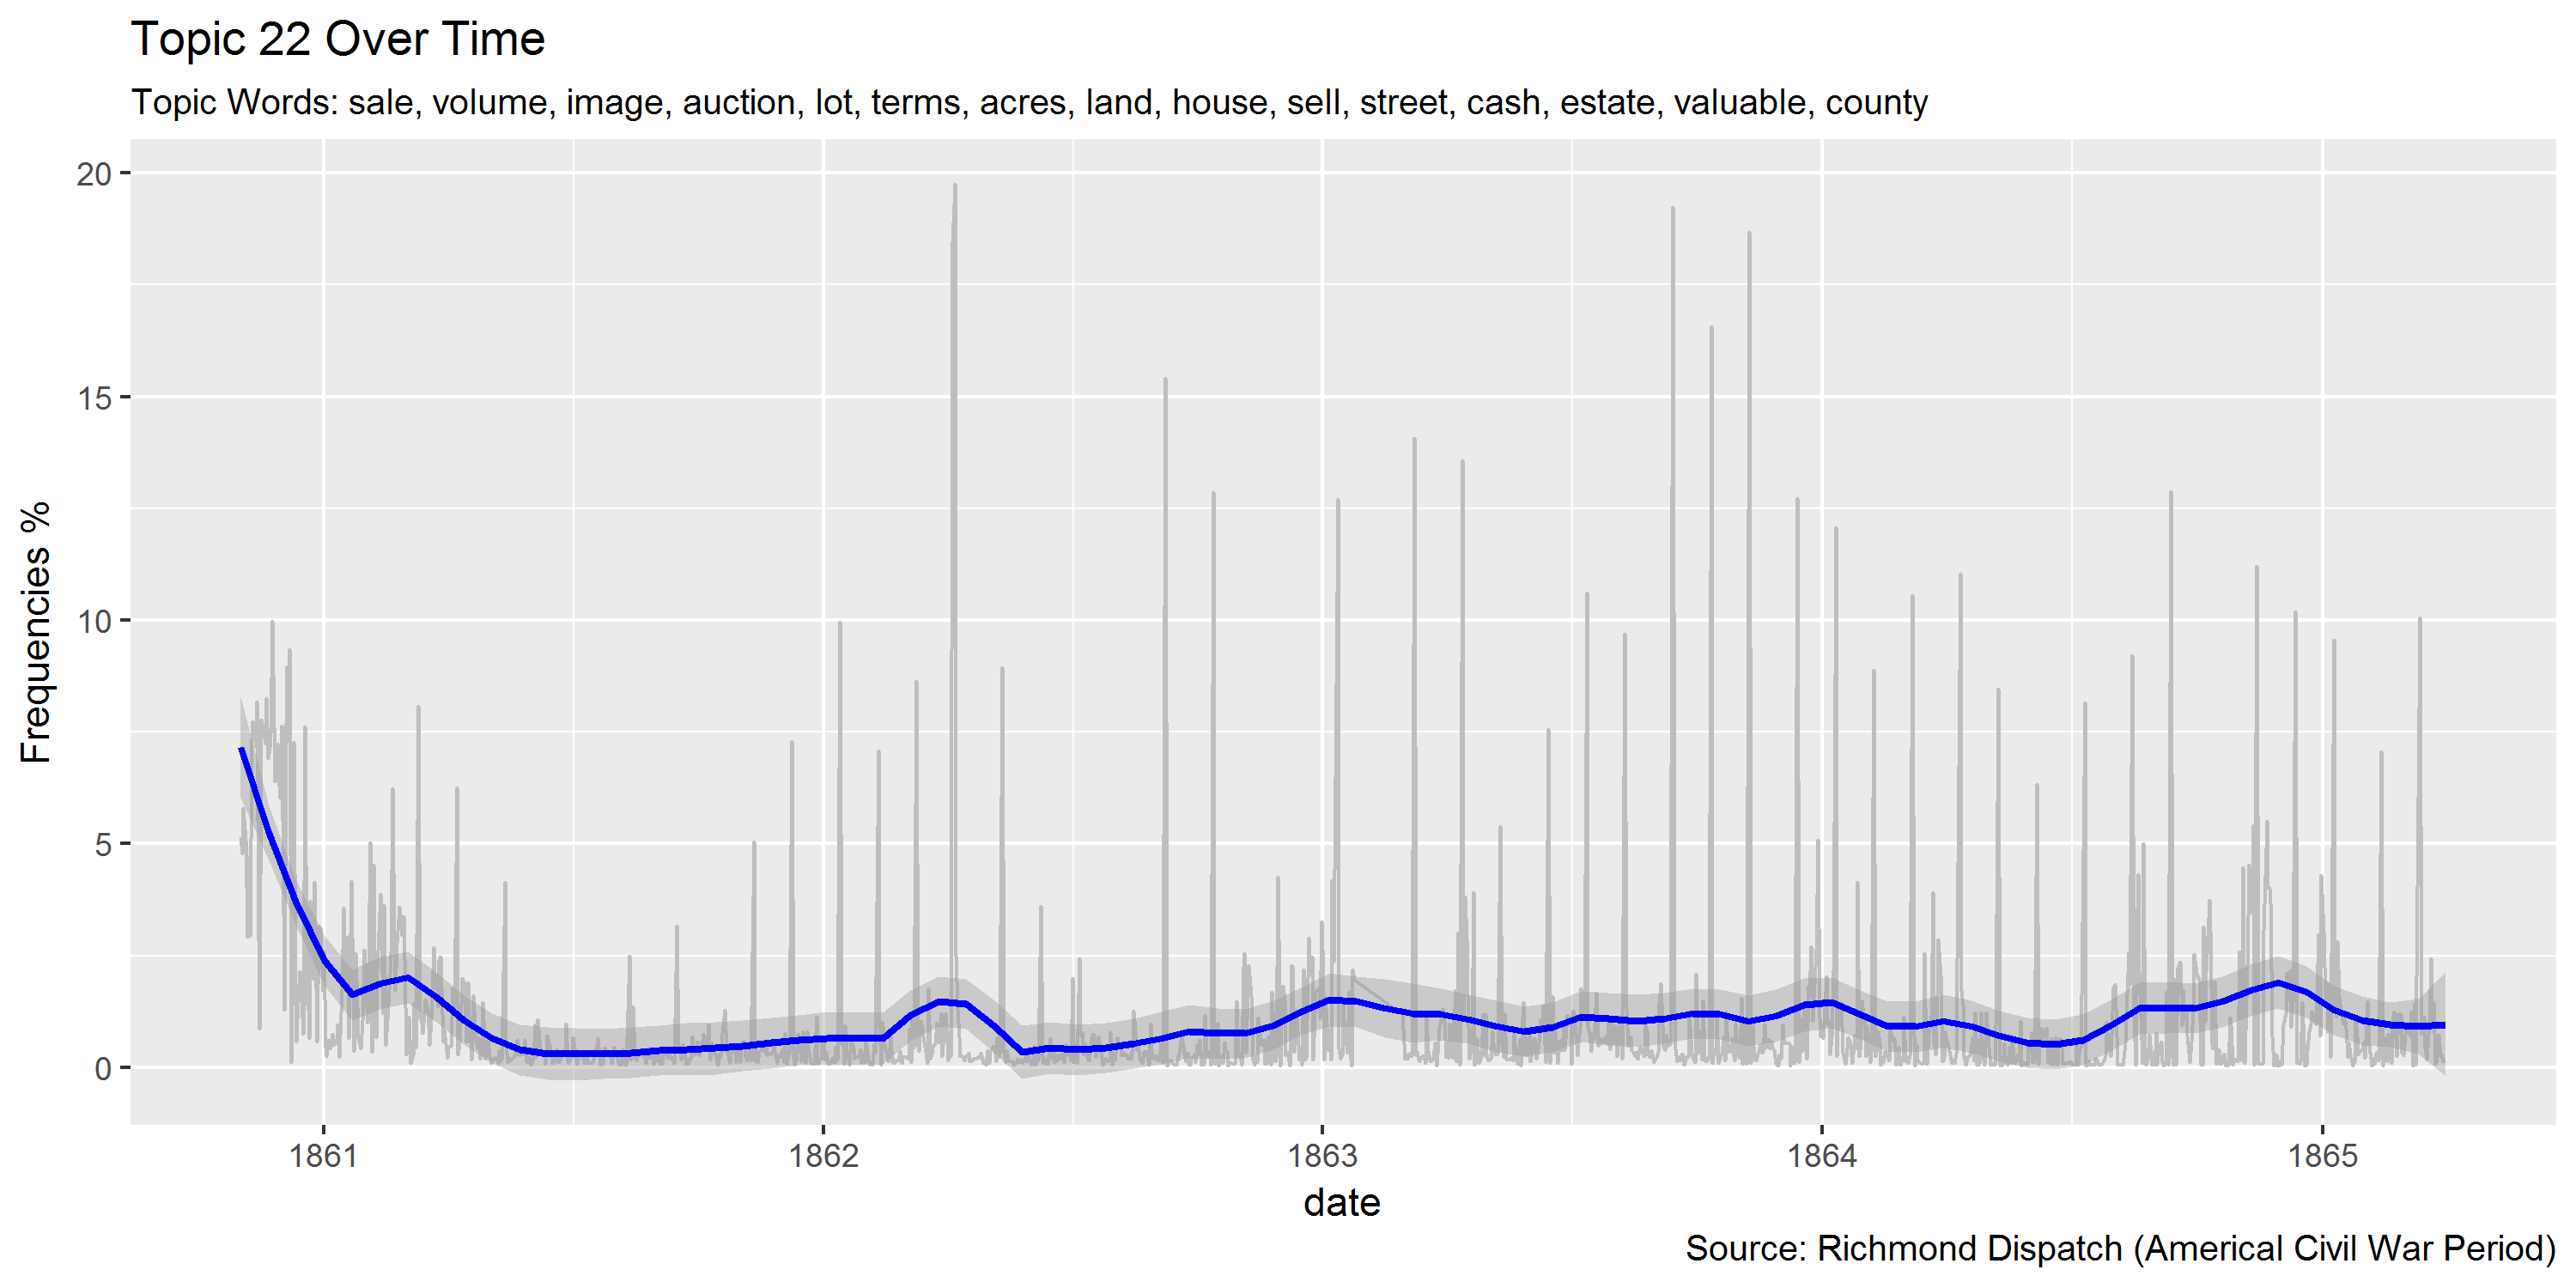 Topic 22 Over Time
Topic Words: sale, volume, image, auction, lot, terms, acres, land, house, sell, street, cash, estate, valuable, county
Frequencies %
20
15
10
5
0
1861 1862 1863 1864 1865
date
Source: Richmond Dispatch (Americal Civil War Period)